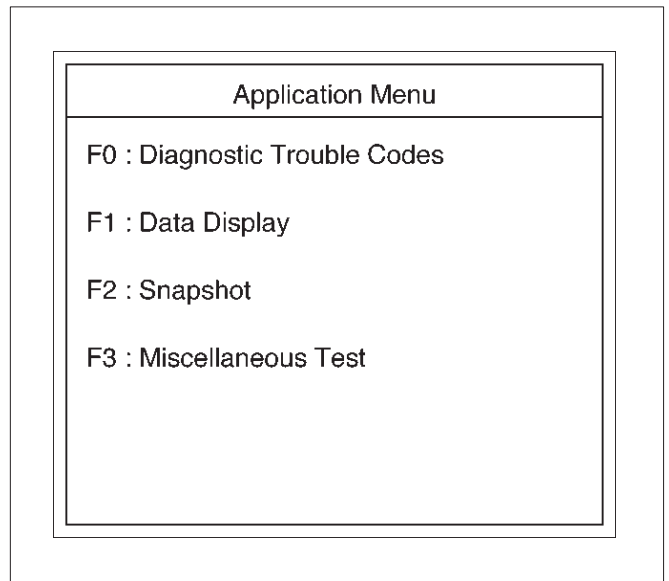 Application Menu
F0 : Diagnostic Trouble Codes
F1 : Data Display
F2 : Snapshot
F3 : Miscellaneous Test